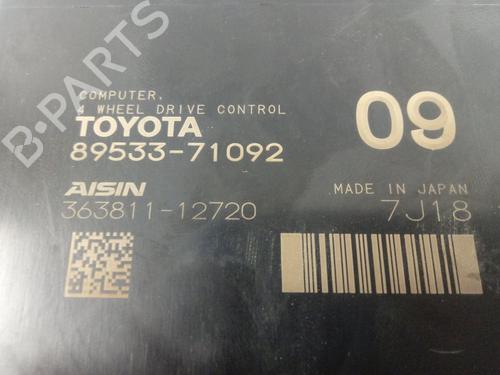 B-PARTS
COMPUTER,
4 WHEEL DRIVE CONTROL
TOYOTA
89533-71092
09
AISIN
363811-12720
MADE IN JAPAN
7J18